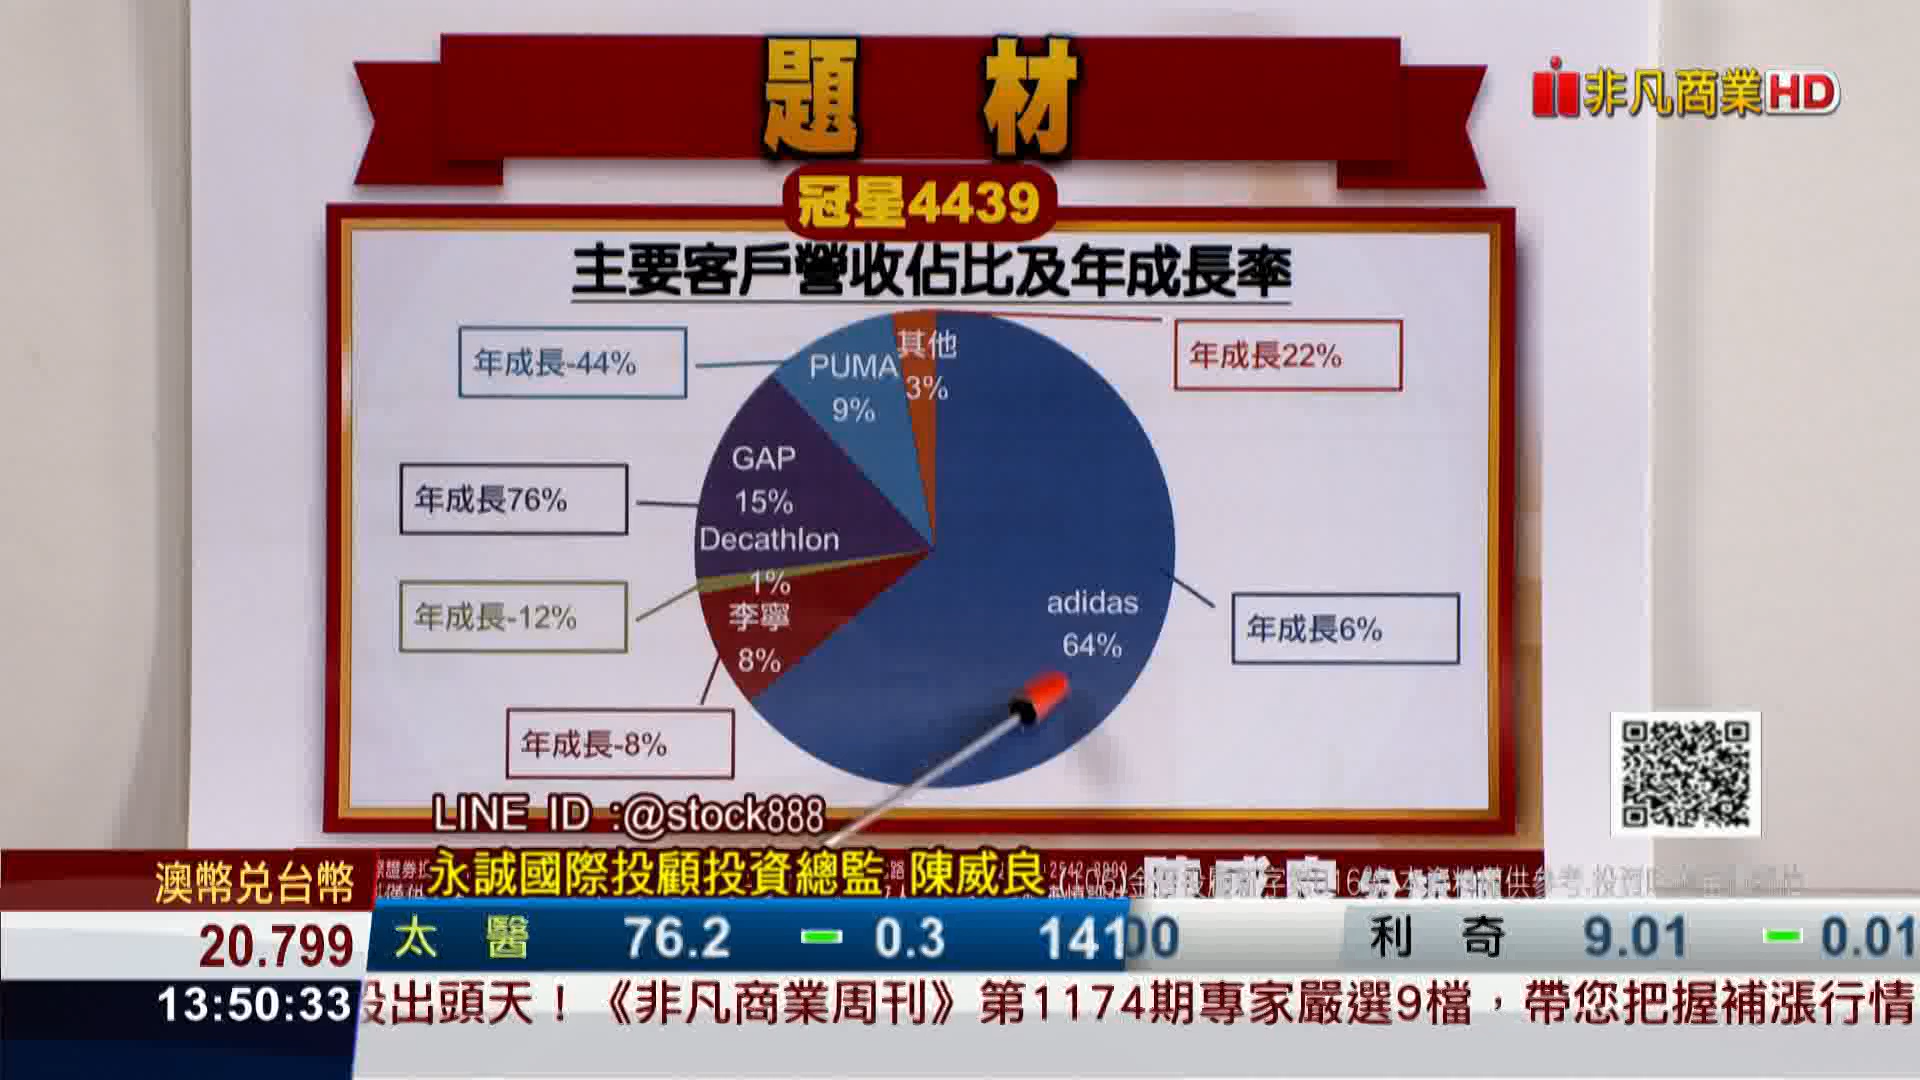 題 材
非凡商業HD
冠星4439
主要客戶營收佔比及年成長率
年成長-44%
PUMA
9%
其他
3%
年成長22%
GAP
15%
年成長76%
Decathlon
1%
年成長-12%
李寧
8%
年成長-8%
adidas
64%
年成長6%
LINE ID :@stock888
永誠國際投顧投資總監 陳威良
澳幣兌台幣
20.799
太 醫 76.2 0.3 141
00 利 奇 9.01 0.01
13:50:33
出頭天！《非凡商業周刊》第1174期專家嚴選9檔，帶您把握補漲行情